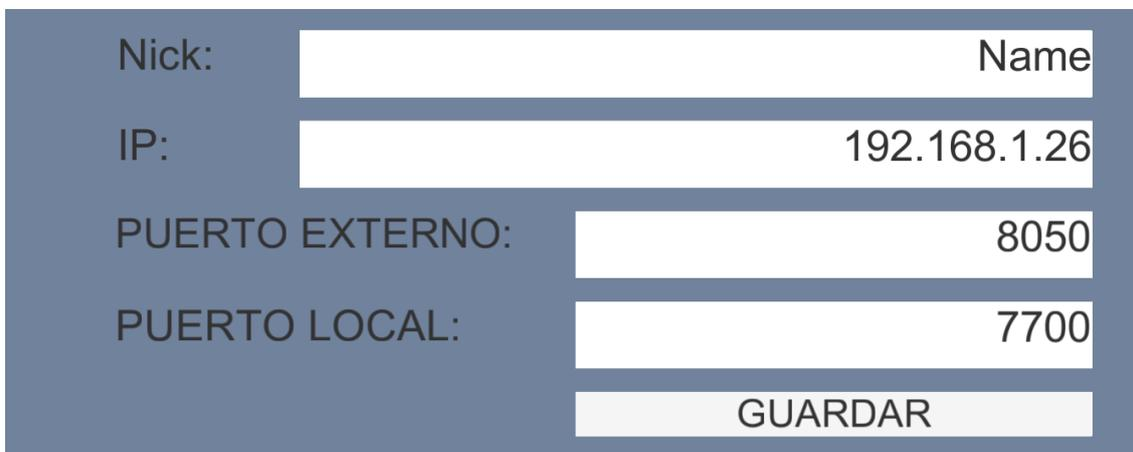 Nick: Name
IP: 192.168.1.26
PUERTO EXTERNO: 8050
PUERTO LOCAL: 7700
GUARDAR